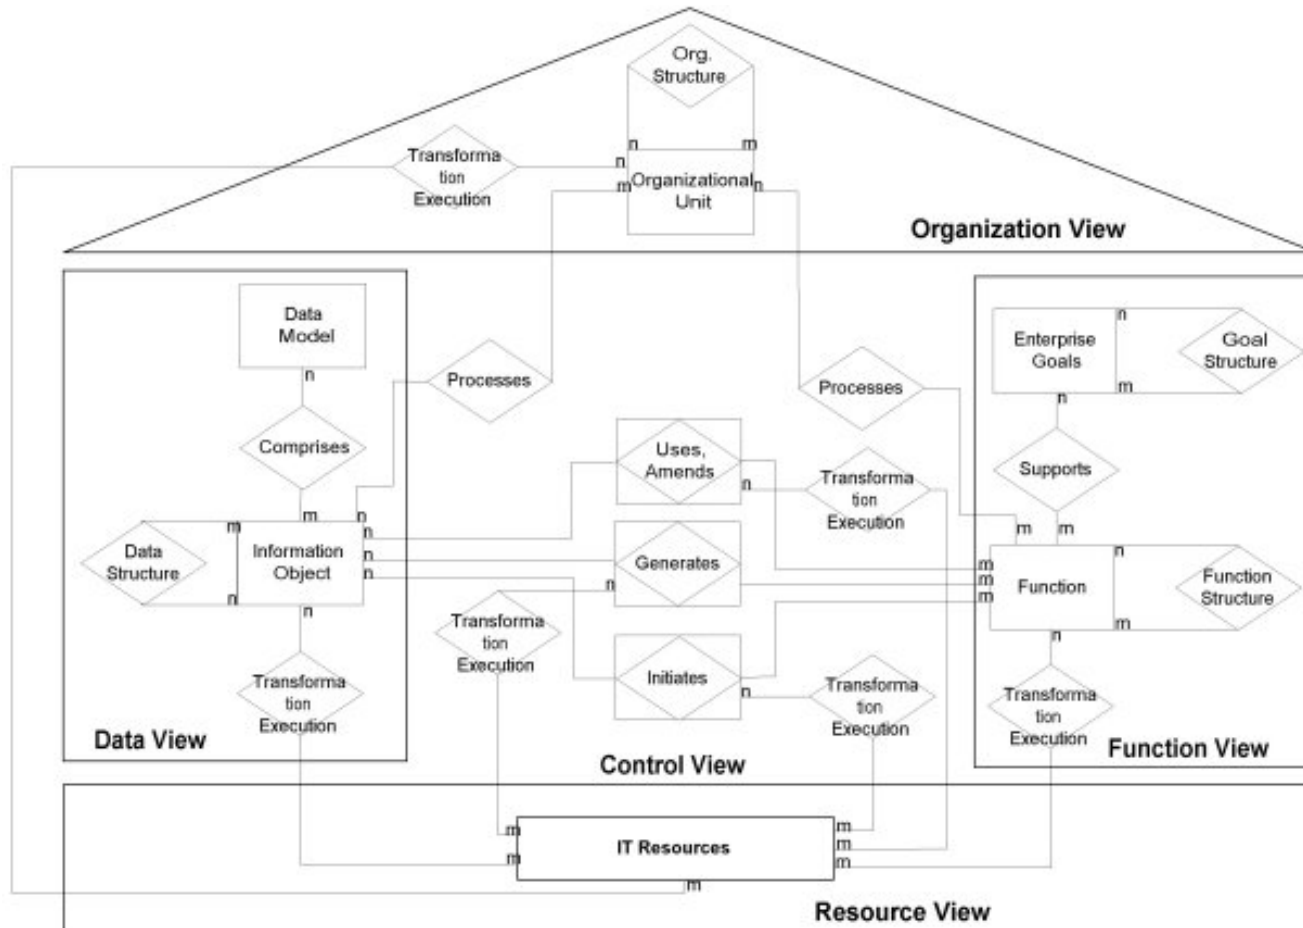 Org.
Structure
n
m
Transforma
tion
Execution
n
m
Organizational
Unit
n
Organization View
Data
Model
n
Comprises
m
n
Processes
Processes
Enterprise
Goals
n
m
n
Goal
Structure
Supports
m
m
Uses,
Amends
n
Transforma
tion
Execution
Data
Structure
m
n
Information
Object
n
n
n
n
Generates
n
m
m
m
Function
n
m
n
Function
Structure
Transforma
tion
Execution
Transforma
tion
Execution
Initiates
n
Transforma
tion
Execution
Transforma
tion
Execution
Data View
Control View
Function View
m
m
IT Resources
m
m
m
m
Resource View